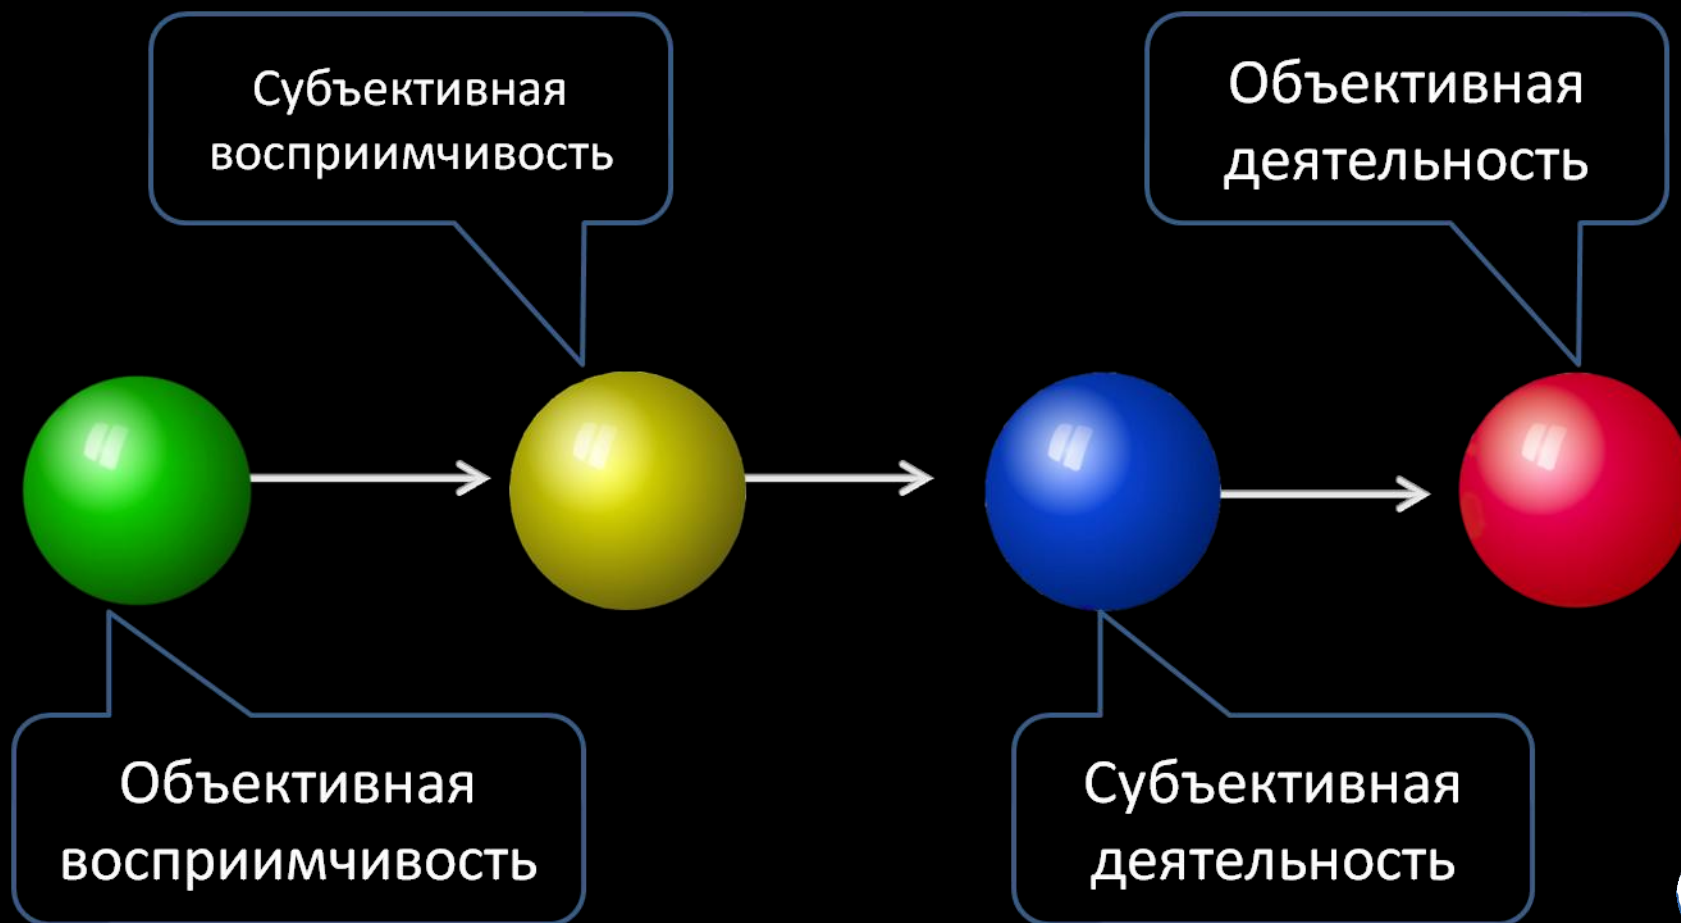 Субъективная
восприимчивость
Объективная
деятельность
Объективная
восприимчивость
Субъективная
деятельность